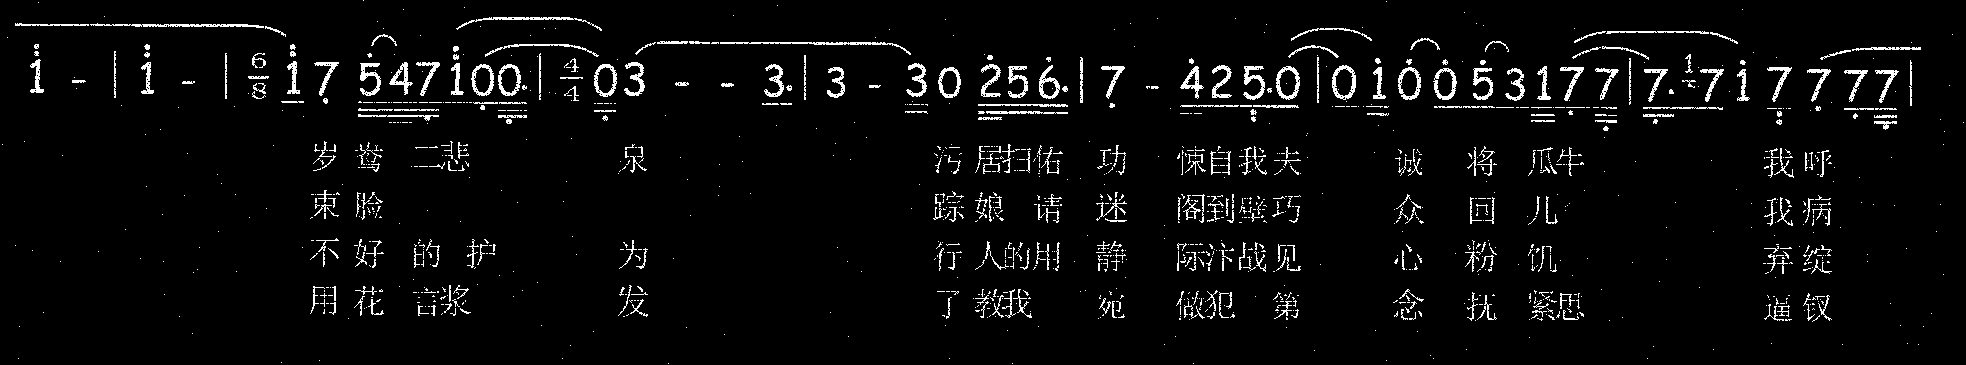 1 - | 1 - | 6/8 1 7 5 4 7 1 0 0. | 4/4 0 3 - - 3. | 3 - 3 0 2 5 6. | 7 - 4 2 5. 0 | 0 1 0 0 5 3 1 7 7 | 7. 1/2 7 1 7 7 7 7 |
岁鸯二悲 泉 污居扫佑功悚自我夫 诚将瓜牛 我呼
束脸 踪娘请迷阁到壁巧 众回儿 我病
不好的护 为 行人的用静际汴战见 心粉饥 弃绽
用花言浆 发 了教我宛做犯第 念抚紧思 逼钗